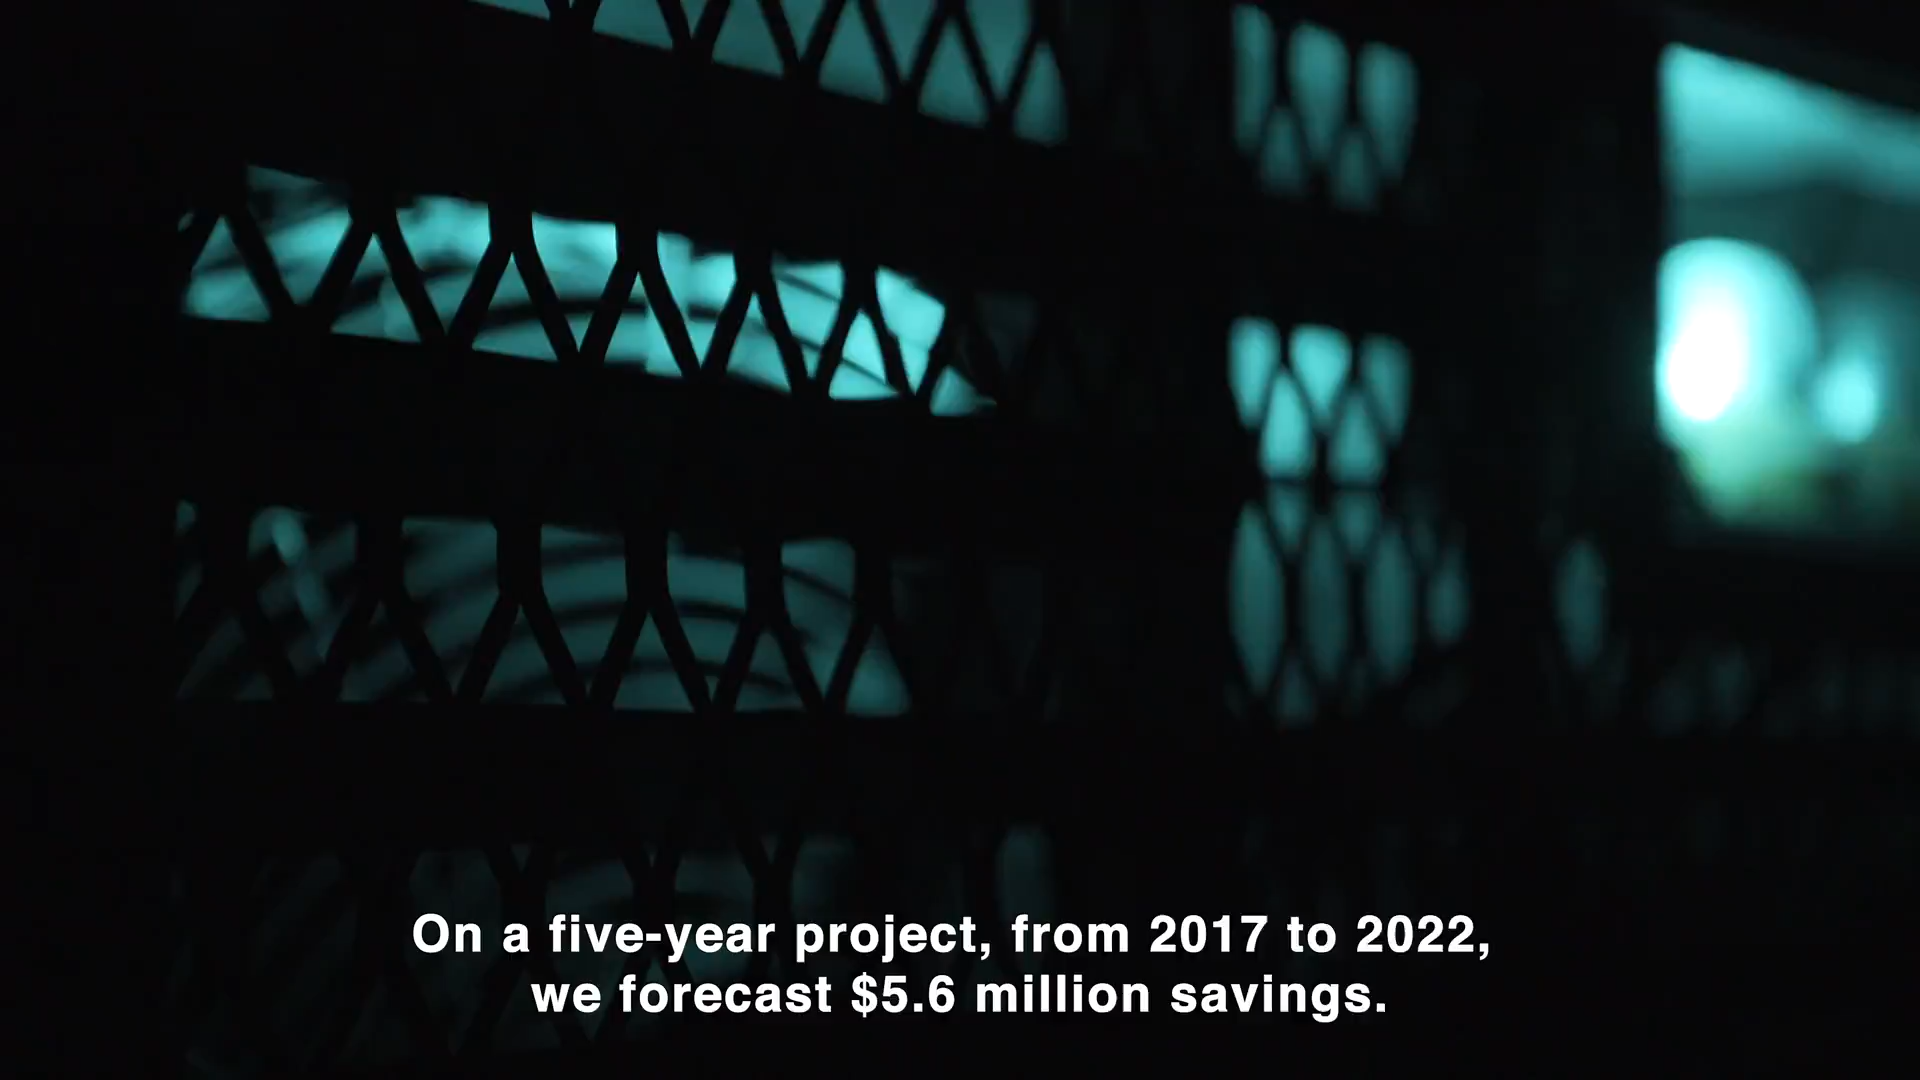 On a five-year project, from 2017 to 2022,
we forecast $5.6 million savings.